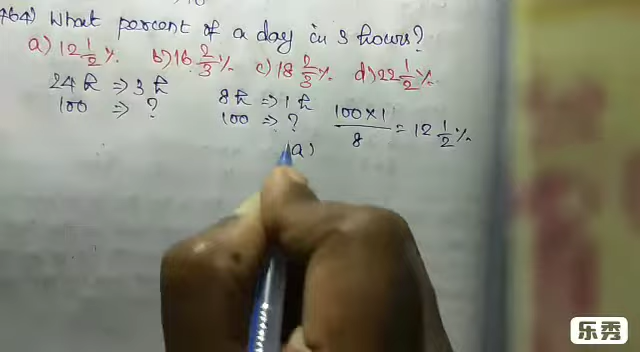 464) What percent of a day is 3 hours?
a) 12 1/2 % b) 16 2/3 % c) 18 2/3 % d) 22 1/2 %
24 h => 3 h
100 => ?
8 h => 1 h
100 => ?
100×1/8 = 12 1/2 %
(a)
乐秀